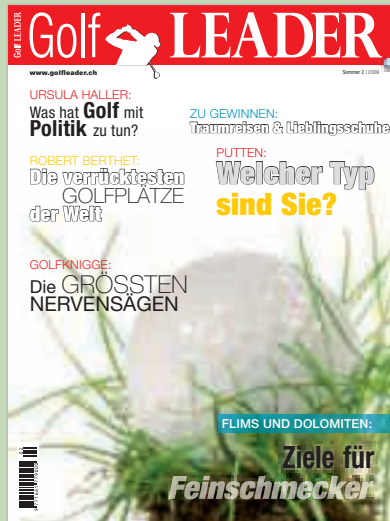 Golf LEADER
Golf LEADER
www.golfleader.ch
Sommer 2 | 2009
URSULA HALLER:
Was hat Golf mit
Politik zu tun?
ZU GEWINNEN:
Traumreisen & Lieblingsschuhe
ROBERT BERTHET:
Die verrücktesten
GOLFPLÄTZE
der Welt
PUTTEN:
Welcher Typ
sind Sie?
GOLFKNIGGE:
Die GRÖSSTEN
NERVENSÄGEN
FLIMS UND DOLOMITEN:
Ziele für
Feinschmecker